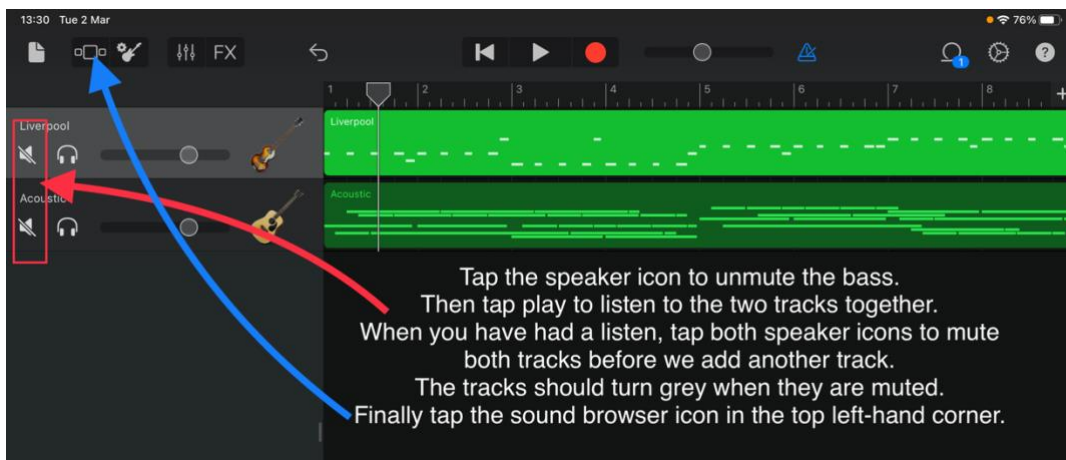 13:30 Tue 2 Mar
76%
FX
1
?
1 2 3 4 5 6 7 8 +
Liverpool
Liverpool
Acoustic
Acoustic
Tap the speaker icon to unmute the bass.
Then tap play to listen to the two tracks together.
When you have had a listen, tap both speaker icons to mute
both tracks before we add another track.
The tracks should turn grey when they are muted.
Finally tap the sound browser icon in the top left-hand corner.